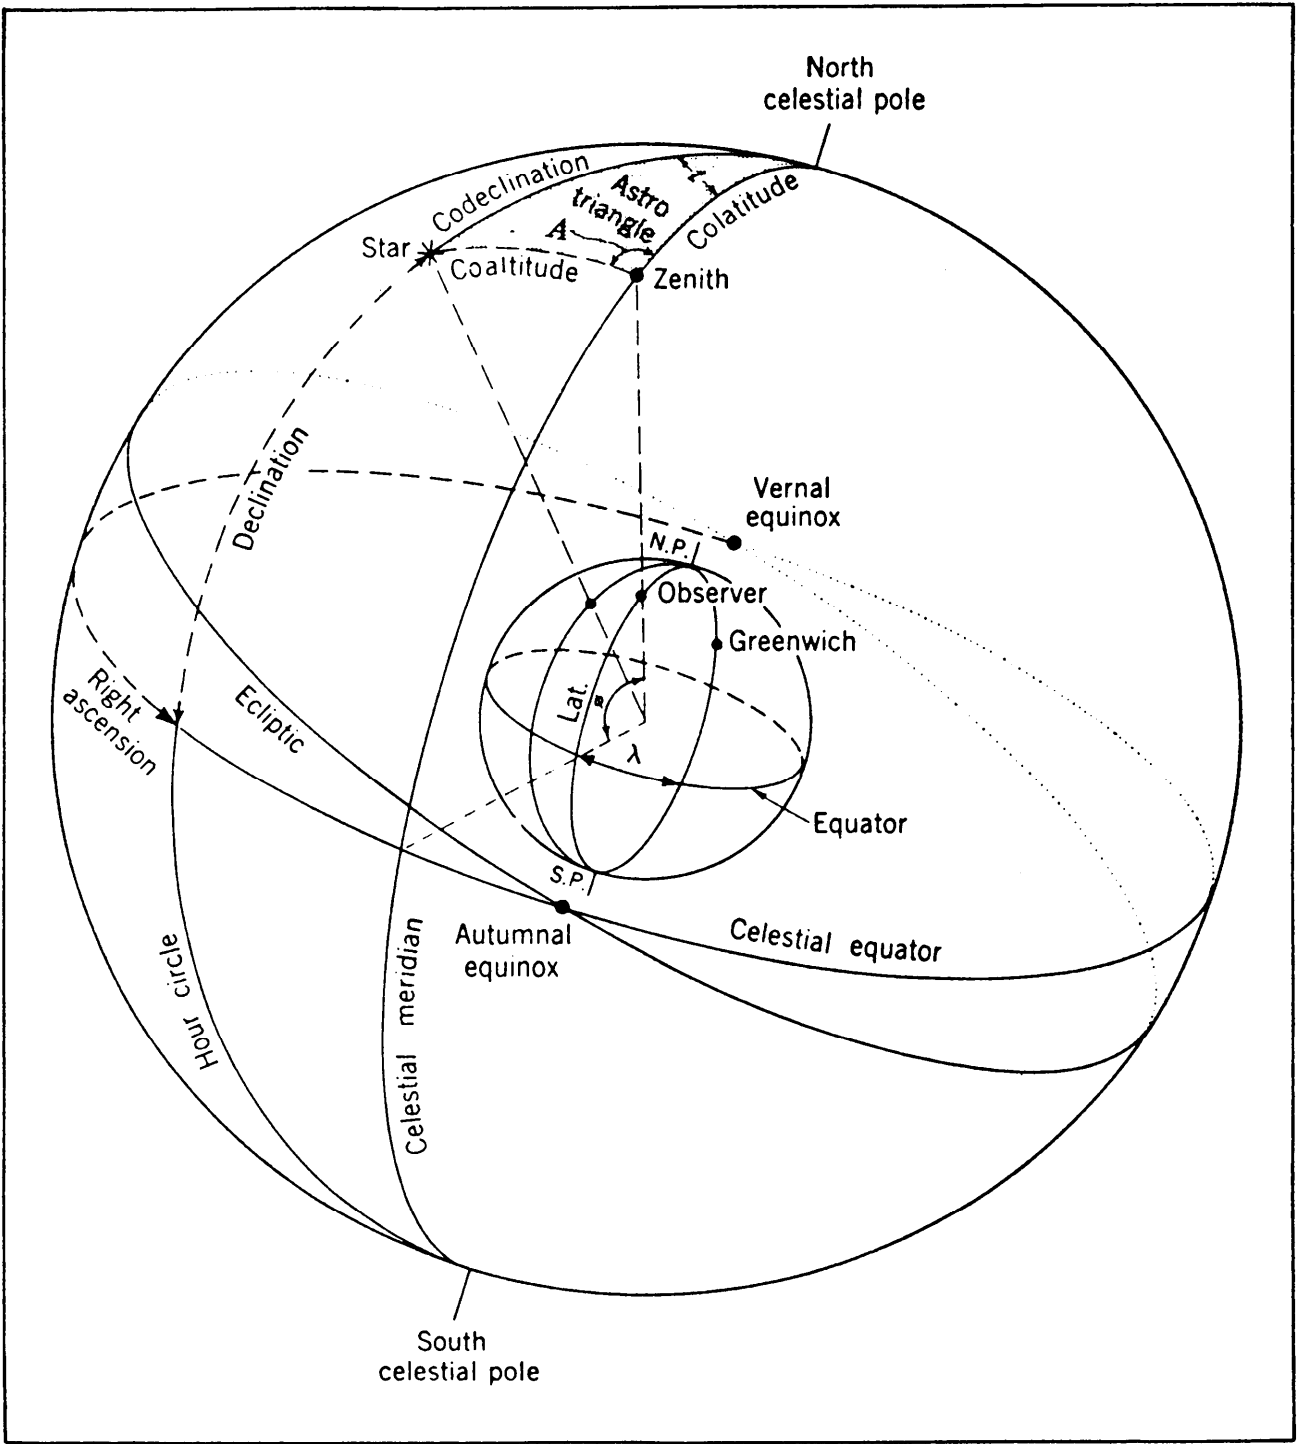 North
celestial pole
Codeclination
Astro
triangle
t
Colatitude
A
Star
Coaltitude
Zenith
Declination
Vernal
equinox
N.P.
Observer
Greenwich
Right
ascension
Ecliptic
Lat.
λ
Equator
S.P.
Autumnal
equinox
Celestial equator
Hour circle
Celestial meridian
South
celestial pole